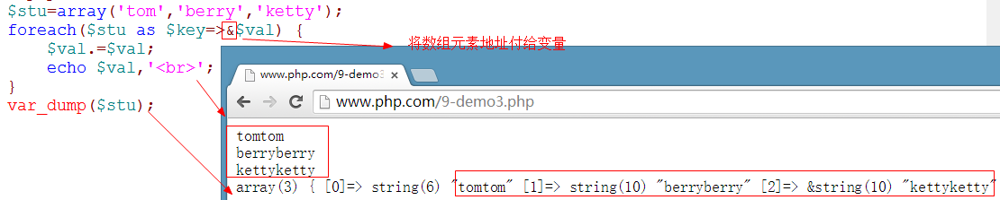 $stu=array('tom','berry','ketty');
foreach($stu as $key=>&$val) {
$val.=$val;
echo $val,'<br>';
}
var_dump($stu);
将数组元素地址付给变量
www.php.com/9-demo3
www.php.com/9-demo3.php
tomtom
berryberry
kettyketty
array(3) { [0]=> string(6) "tomtom" [1]=> string(10) "berryberry" [2]=> &string(10) "kettyketty"